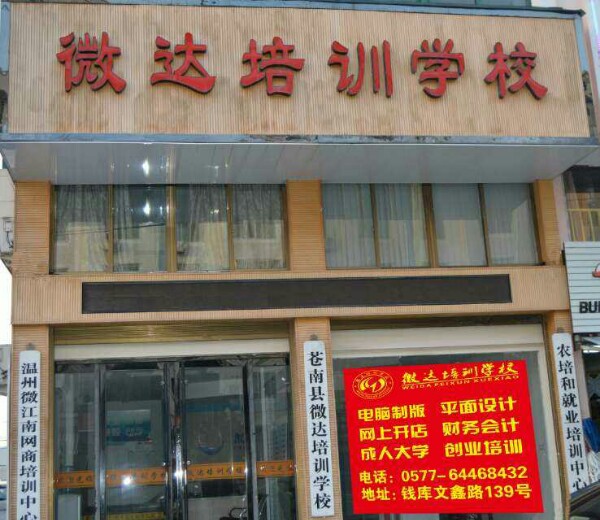 微达培训学校
温州微江南网商培训中心
苍南县微达培训学校
微达培训学校
WEIDA PEIXUN XUEXIAO
电脑制版 平面设计
网上开店 财务会计
成人大学 创业培训
电话:0577-64468432
地址:钱库文鑫路139号
农培和就业培训中心
BU